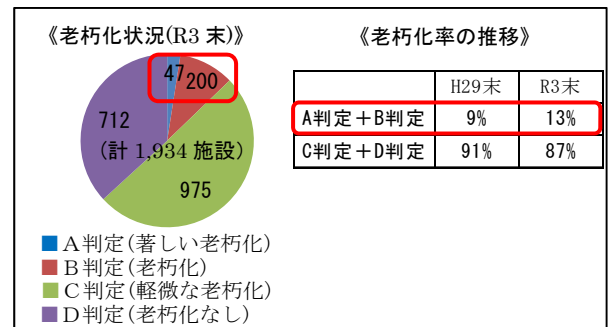 《老朽化状況(R3 末)》
47
200
712
(計 1,934 施設)
975
A判定(著しい老朽化)
B判定(老朽化)
C判定(軽微な老朽化)
D判定(老朽化なし)
《老朽化率の推移》
H29末 R3末
A判定＋B判定 9% 13%
C判定＋D判定 91% 87%